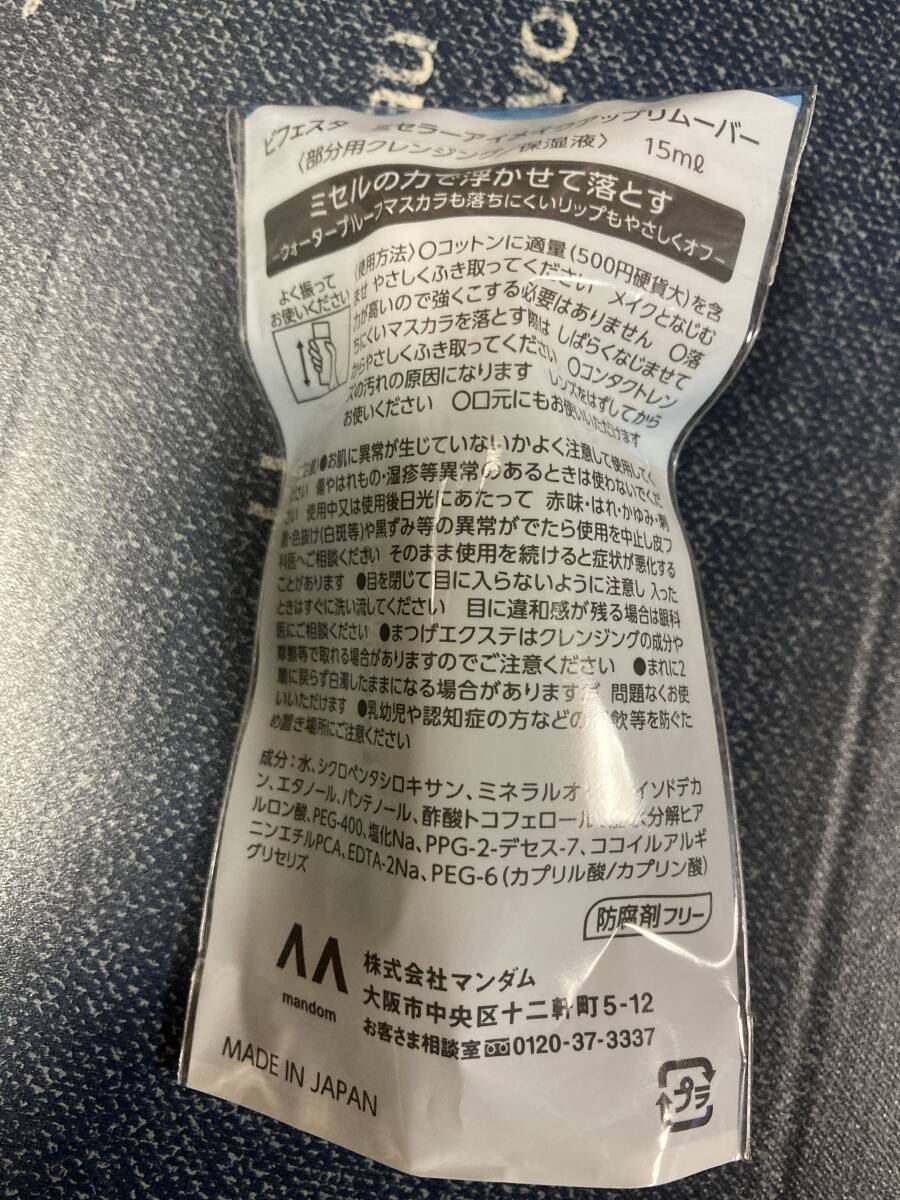 ビフェスタ ミセラーアイメイクアップリムーバー
〈部分用クレンジング/保湿液〉 15mℓ
ミセルの力で浮かせて落とす
ーウォータープルーフマスカラも落ちにくいリップもやさしくオフー
よく振って
お使いください
〈使用方法〉〇コットンに適量(500円硬貨大)を含
ませ やさしくふき取ってください メイクとなじむ
力が高いので強くこする必要はありません 〇落
ちにくいマスカラを落とす際は しばらくなじませて
からやさしくふき取ってください 〇コンタクトレン
ズの汚れの原因になります レンズをはずしてから
お使いください 〇口元にもお使いいただけます
●お肌に異常が生じていないかよく注意して使用してく
ださい 傷やはれもの・湿疹等異常のあるときは使わないでくだ
さい 使用中又は使用後日光にあたって 赤味・はれ・かゆみ・刺
激・色抜け(白斑等)や黒ずみ等の異常がでたら使用を中止し皮フ
科医へご相談ください そのまま使用を続けると症状が悪化する
ことがあります ●目を閉じて目に入らないように注意し 入った
ときはすぐに洗い流してください 目に違和感が残る場合は眼科
医にご相談ください ●まつげエクステはクレンジングの成分や
摩擦等で取れる場合がありますのでご注意ください ●まれに2
層に戻らず白濁したままになる場合がありますが 問題なくお使
いいただけます ●乳幼児や認知症の方などの 飲等を防ぐた
め置き場所にご注意ください
成分:水、シクロペンタシロキサン、ミネラルオイ イソドデカ
ン、エタノール、パンテノール、酢酸トコフェロール、 水分解ヒア
ルロン酸、PEG-400、塩化Na、PPG-2-デセス-7、ココイルアルギ
ニンエチルPCA、EDTA-2Na、PEG-6(カプリル酸/カプリン酸)
グリセリズ
防腐剤フリー
mandom
株式会社マンダム
大阪市中央区十二軒町5-12
お客さま相談室 0120-37-3337
MADE IN JAPAN
プラ